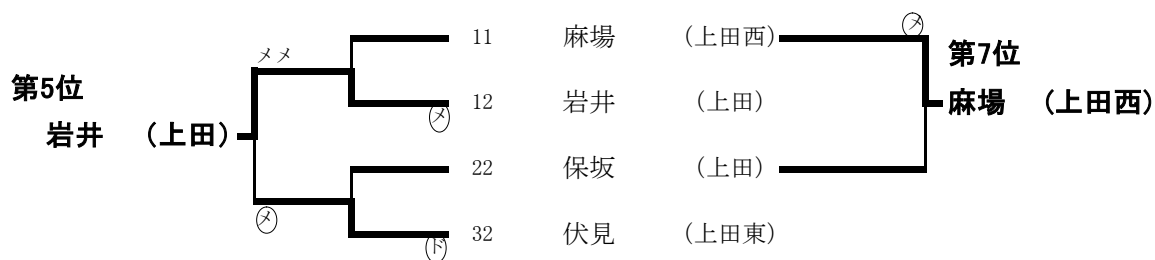 メメ
㋱
11 麻場 (上田西)
第7位
第5位
12 岩井 (上田)
㋱
麻場 (上田西)
岩井 (上田)
22 保坂 (上田)
㋱
32 伏見 (上田東)
㋣゙